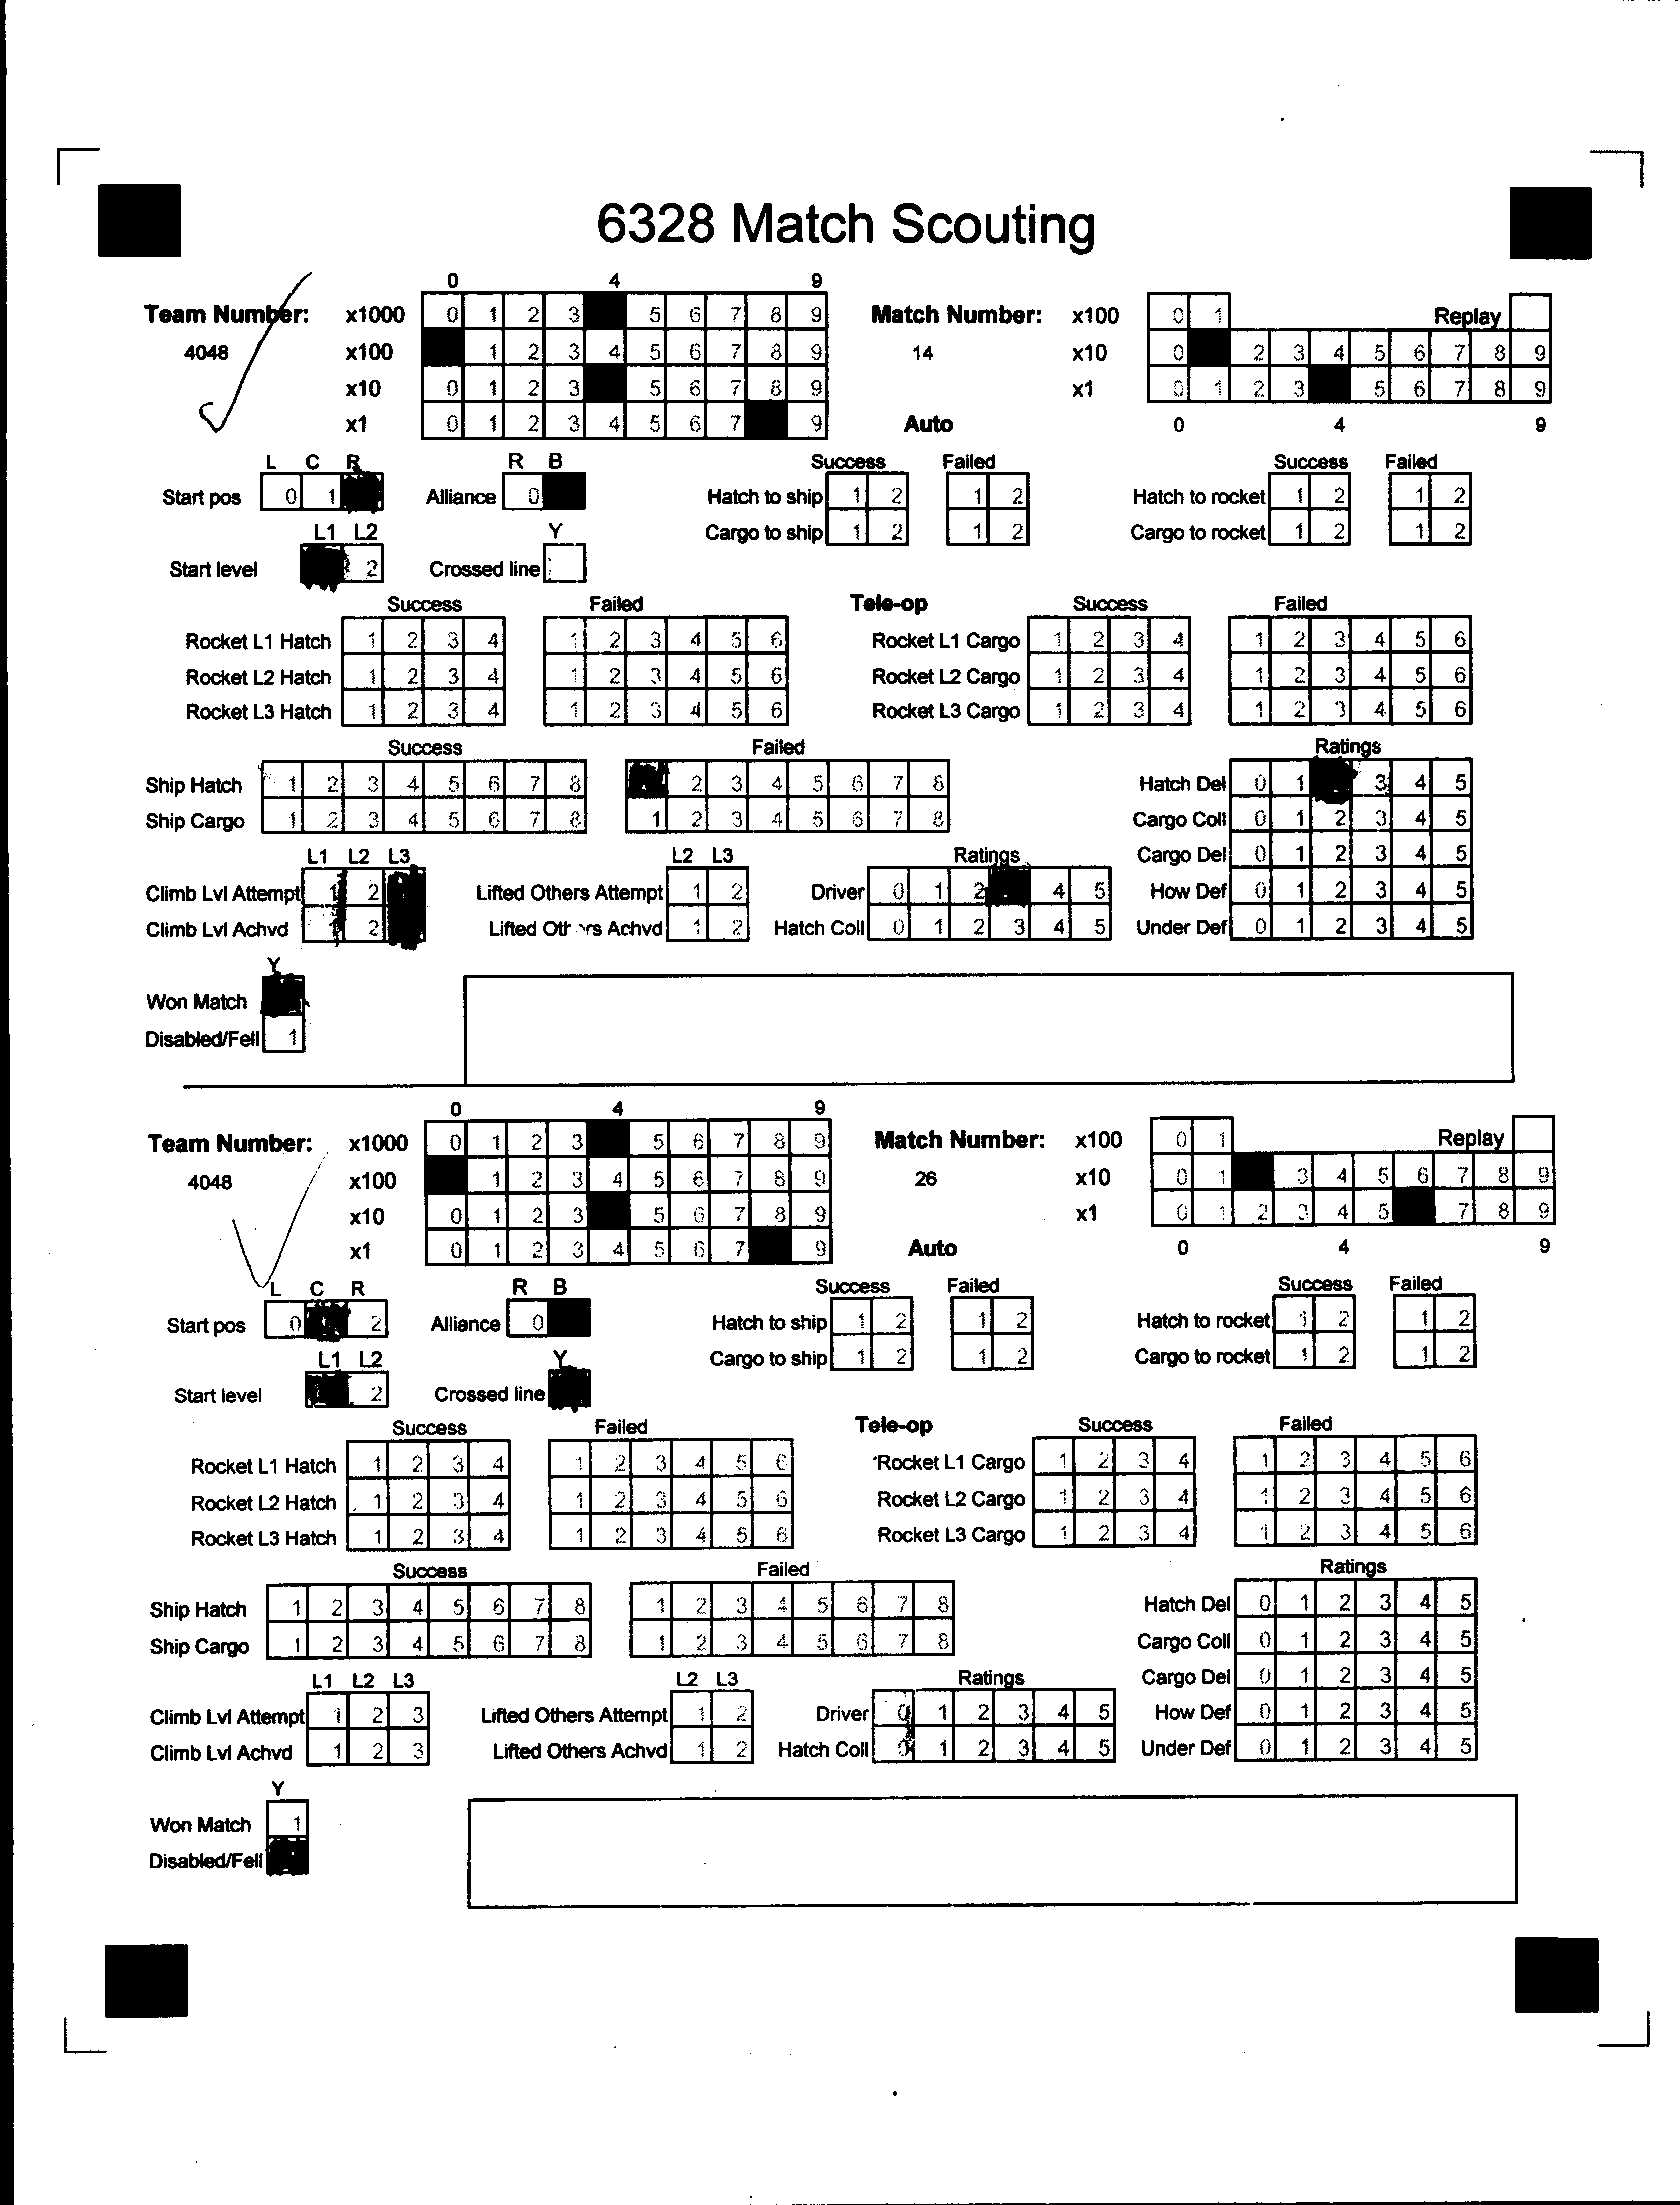 6328 Match Scouting
0 4 9
Team Number: x1000 0 1 2 3 5 6 7 8 9 Match Number: x100 0 1 Replay
4048 x100 1 2 3 4 5 6 7 8 9 14 x10 0 2 3 4 5 6 7 8 9
x10 0 1 2 3 5 6 7 8 9 x1 0 1 2 3 5 6 7 8 9
x1 0 1 2 3 4 5 6 7 9 Auto 0 4 9
L C R R B Success Failed Success Failed
Start pos 0 1 Alliance 0 Hatch to ship 1 2 1 2 Hatch to rocket 1 2 1 2
L1 L2 Y Cargo to ship 1 2 1 2 Cargo to rocket 1 2 1 2
Start level 2 Crossed line
Success Failed Tele-op Success Failed
Rocket L1 Hatch 1 2 3 4 1 2 3 4 5 6 Rocket L1 Cargo 1 2 3 4 1 2 3 4 5 6
Rocket L2 Hatch 1 2 3 4 1 2 3 4 5 6 Rocket L2 Cargo 1 2 3 4 1 2 3 4 5 6
Rocket L3 Hatch 1 2 3 4 1 2 3 4 5 6 Rocket L3 Cargo 1 2 3 4 1 2 3 4 5 6
Success Failed Ratings
Ship Hatch 1 2 3 4 5 6 7 8 2 3 4 5 6 7 8 Hatch Del 0 1 3 4 5
Ship Cargo 1 2 3 4 5 6 7 8 1 2 3 4 5 6 7 8 Cargo Coll 0 1 2 3 4 5
L1 L2 L3 L2 L3 Ratings Cargo Del 0 1 2 3 4 5
Climb Lvl Attempt 1 2 Lifted Others Attempt 1 2 Driver 0 1 2 4 5 How Def 0 1 2 3 4 5
Climb Lvl Achvd 1 2 Lifted Others Achvd 1 2 Hatch Coll 0 1 2 3 4 5 Under Def 0 1 2 3 4 5
Y
Won Match
Disabled/Fell 1
0 4 9
Team Number: x1000 0 1 2 3 5 6 7 8 9 Match Number: x100 0 1 Replay
4048 x100 1 2 3 4 5 6 7 8 9 26 x10 0 1 3 4 5 6 7 8 9
x10 0 1 2 3 5 6 7 8 9 x1 0 1 2 3 4 5 7 8 9
x1 0 1 2 3 4 5 6 7 9 Auto 0 4 9
L C R R B Success Failed Success Failed
Start pos 0 2 Alliance 0 Hatch to ship 1 2 1 2 Hatch to rocket 1 2 1 2
L1 L2 Y Cargo to ship 1 2 1 2 Cargo to rocket 1 2 1 2
Start level 2 Crossed line
Success Failed Tele-op Success Failed
Rocket L1 Hatch 1 2 3 4 1 2 3 4 5 6 Rocket L1 Cargo 1 2 3 4 1 2 3 4 5 6
Rocket L2 Hatch 1 2 3 4 1 2 3 4 5 6 Rocket L2 Cargo 1 2 3 4 1 2 3 4 5 6
Rocket L3 Hatch 1 2 3 4 1 2 3 4 5 6 Rocket L3 Cargo 1 2 3 4 1 2 3 4 5 6
Success Failed Ratings
Ship Hatch 1 2 3 4 5 6 7 8 1 2 3 4 5 6 7 8 Hatch Del 0 1 2 3 4 5
Ship Cargo 1 2 3 4 5 6 7 8 1 2 3 4 5 6 7 8 Cargo Coll 0 1 2 3 4 5
L1 L2 L3 L2 L3 Ratings Cargo Del 0 1 2 3 4 5
Climb Lvl Attempt 1 2 3 Lifted Others Attempt 1 2 Driver 0 1 2 3 4 5 How Def 0 1 2 3 4 5
Climb Lvl Achvd 1 2 3 Lifted Others Achvd 1 2 Hatch Coll 0 1 2 3 4 5 Under Def 0 1 2 3 4 5
Y
Won Match 1
Disabled/Fell